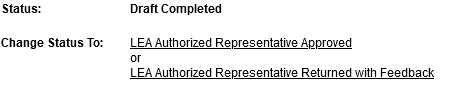 Status: Draft Completed
Change Status To: LEA Authorized Representative Approved
or
LEA Authorized Representative Returned with Feedback